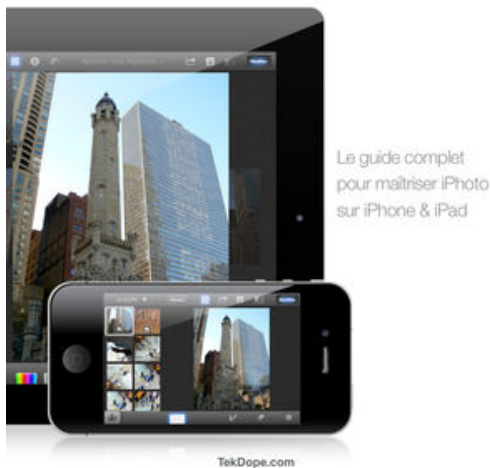 Le guide complet
pour maîtriser iPhoto
sur iPhone & iPad
TekDope.com